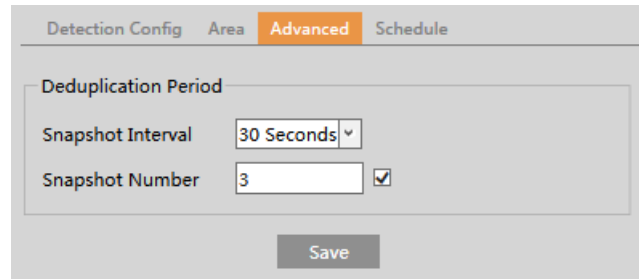 Detection Config Area Advanced Schedule
Deduplication Period
Snapshot Interval 30 Seconds
Snapshot Number 3
Save